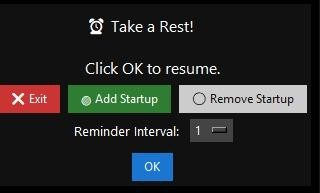 ⏰ Take a Rest!
Click OK to resume.
❌ Exit Add Startup Remove Startup
Reminder Interval: 1
OK